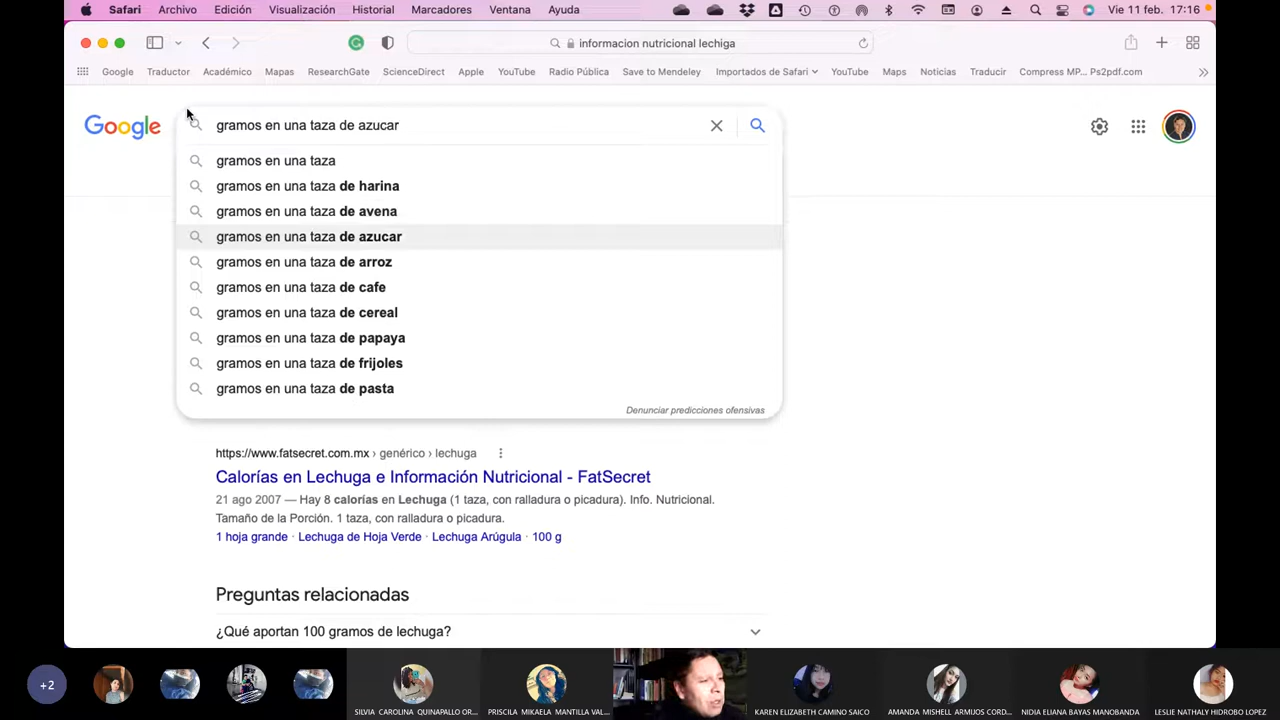 Safari Archivo Edición Visualización Historial Marcadores Ventana Ayuda Vie 11 feb. 17:16
informacion nutricional lechiga
Google Traductor Académico Mapas ResearchGate ScienceDirect Apple YouTube Radio Pública Save to Mendeley Importados de Safari YouTube Maps Noticias Traducir Compress MP... Ps2pdf.com
Google
gramos en una taza de azucar
gramos en una taza
gramos en una taza de harina
gramos en una taza de avena
gramos en una taza de azucar
gramos en una taza de arroz
gramos en una taza de cafe
gramos en una taza de cereal
gramos en una taza de papaya
gramos en una taza de frijoles
gramos en una taza de pasta
Denunciar predicciones ofensivas
https://www.fatsecret.com.mx › genérico › lechuga
Calorías en Lechuga e Información Nutricional - FatSecret
21 ago 2007 — Hay 8 calorías en Lechuga (1 taza, con ralladura o picadura). Info. Nutricional.
Tamaño de la Porción. 1 taza, con ralladura o picadura.
1 hoja grande · Lechuga de Hoja Verde · Lechuga Arúgula · 100 g
Preguntas relacionadas
¿Qué aportan 100 gramos de lechuga?
+2
SILVIA CAROLINA QUINAPALLO OR... PRISCILA MIKAELA MANTILLA VAL... KAREN ELIZABETH CAMINO SAICO AMANDA MISHELL ARMIJOS CORD... NIDIA ELIANA BAYAS MANOBANDA LESLIE NATHALY HIDROBO LOPEZ